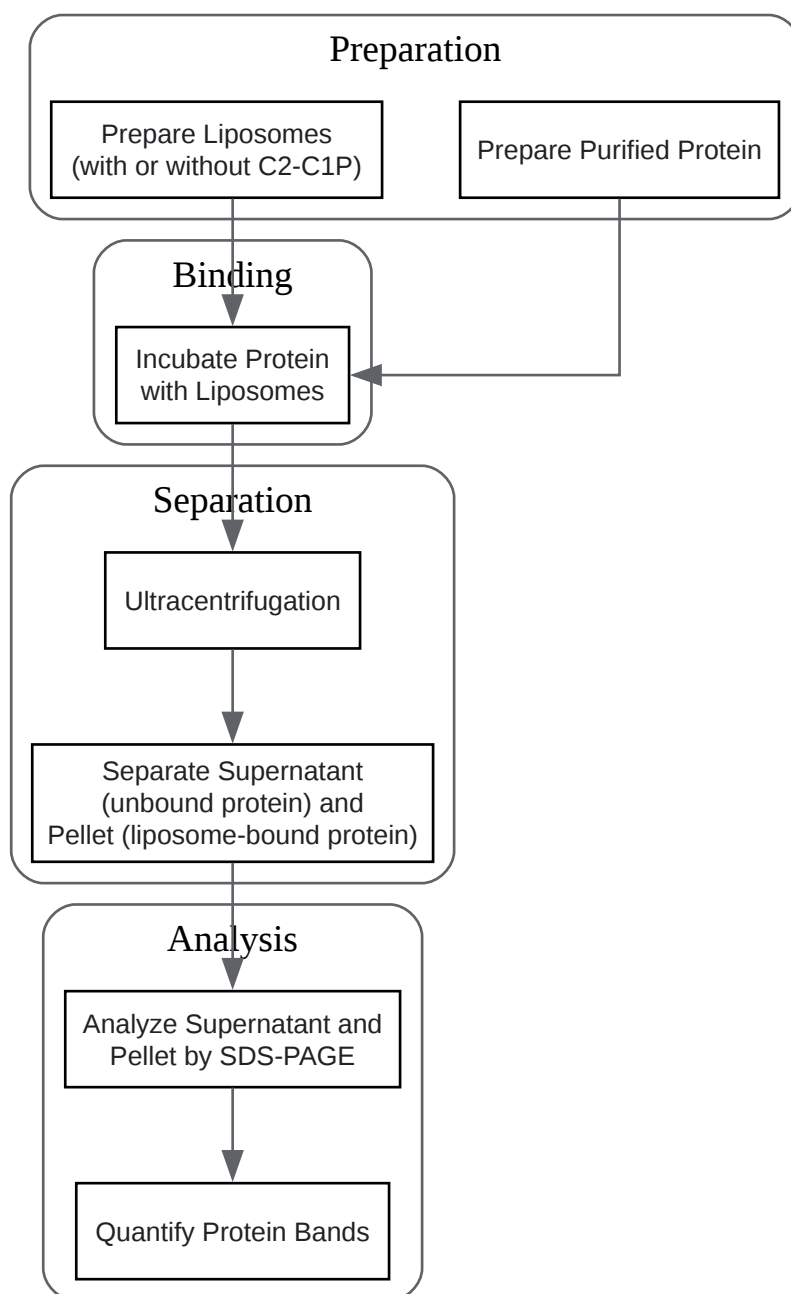 Preparation
Prepare Liposomes
(with or without C2-C1P)
Prepare Purified Protein
Binding
Incubate Protein
with Liposomes
Separation
Ultracentrifugation
Separate Supernatant
(unbound protein) and
Pellet (liposome-bound protein)
Analysis
Analyze Supernatant and
Pellet by SDS-PAGE
Quantify Protein Bands